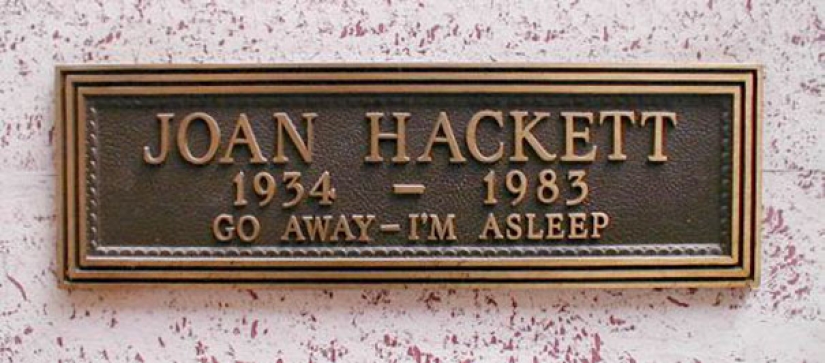 JOAN HACKETT
1934 – 1983
GO AWAY – I'M ASLEEP